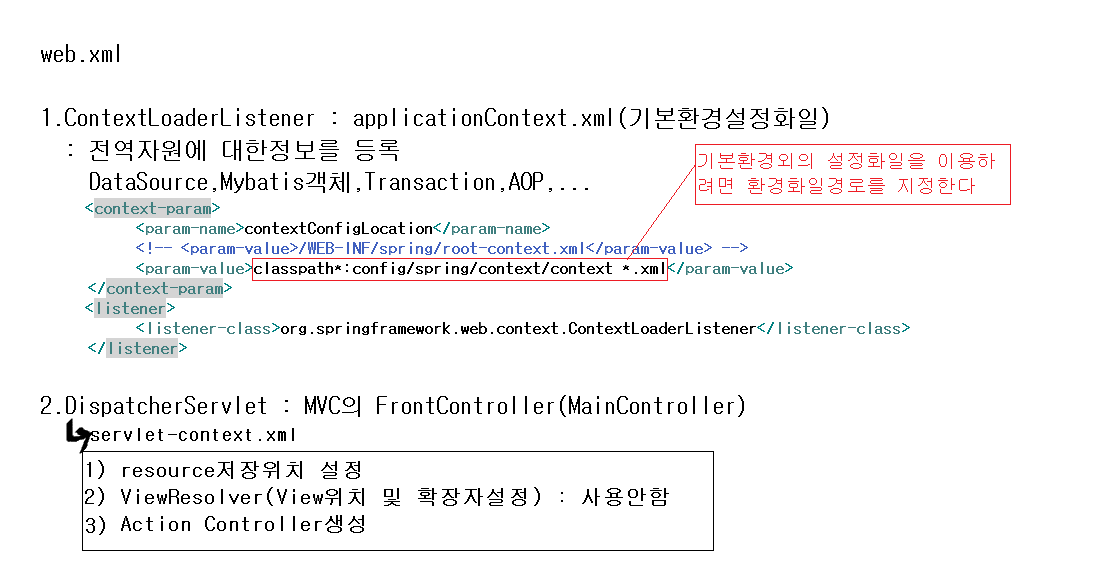 web.xml
1.ContextLoaderListener : applicationContext.xml(기본환경설정화일)
: 전역자원에 대한정보를 등록
DataSource,Mybatis객체,Transaction,AOP,...
기본환경외의 설정화일을 이용하
려면 환경화일경로를 지정한다
<context-param>
<param-name>contextConfigLocation</param-name>
<!-- <param-value>/WEB-INF/spring/root-context.xml</param-value> -->
<param-value>classpath*:config/spring/context/context *.xml</param-value>
</context-param>
<listener>
<listener-class>org.springframework.web.context.ContextLoaderListener</listener-class>
</listener>
2.DispatcherServlet : MVC의 FrontController(MainController)
servlet-context.xml
1) resource저장위치 설정
2) ViewResolver(View위치 및 확장자설정) : 사용안함
3) Action Controller생성